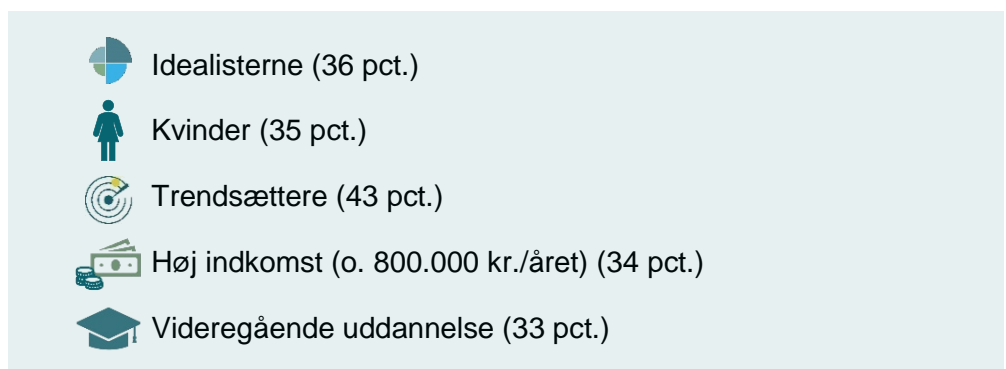 Idealisterne (36 pct.)
Kvinder (35 pct.)
Trendsættere (43 pct.)
Høj indkomst (o. 800.000 kr./året) (34 pct.)
Videregående uddannelse (33 pct.)